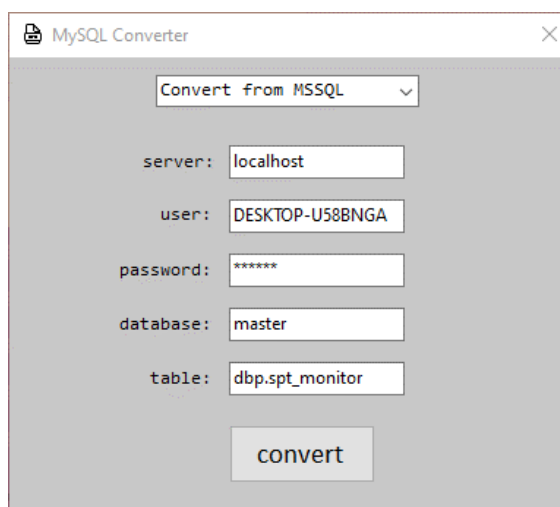 MySQL Converter
Convert from MSSQL
server: localhost
user: DESKTOP-U58BNGA
password: ******
database: master
table: dbp.spt_monitor
convert